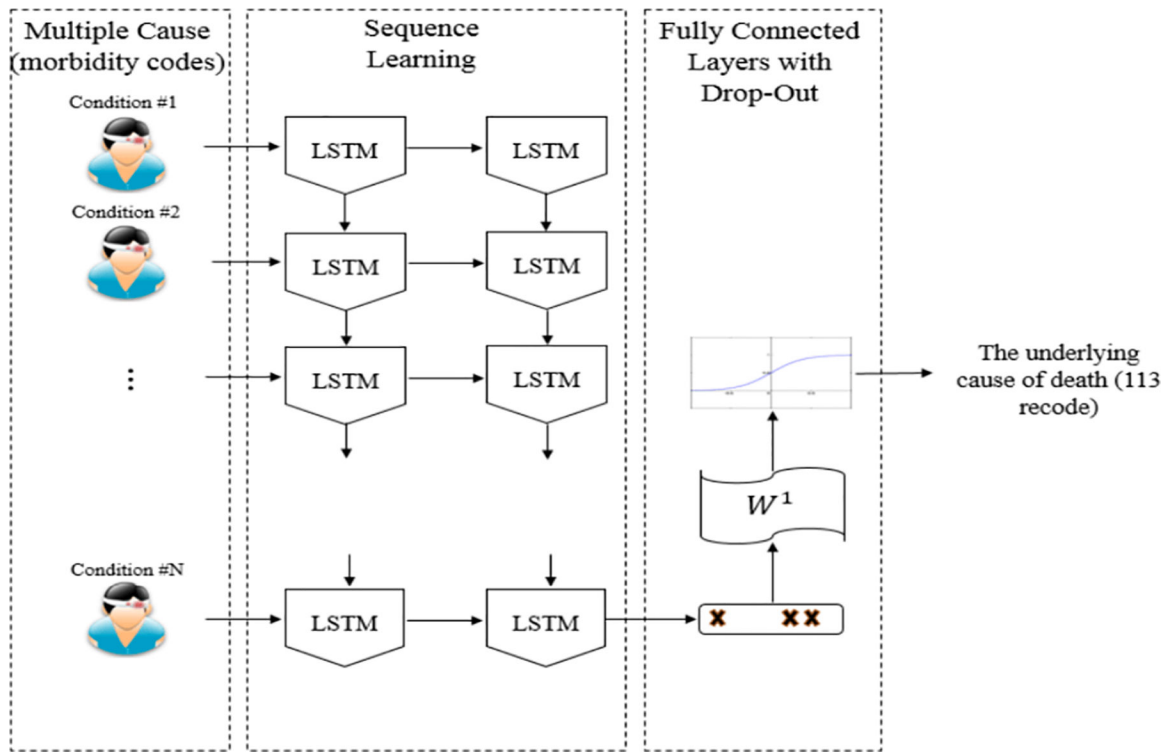 Multiple Cause
(morbidity codes)
Condition #1
Condition #2
⋮
Condition #N
Sequence
Learning
LSTM
LSTM
LSTM
LSTM
LSTM
LSTM
LSTM
LSTM
Fully Connected
Layers with
Drop-Out
W¹
The underlying
cause of death (113
recode)